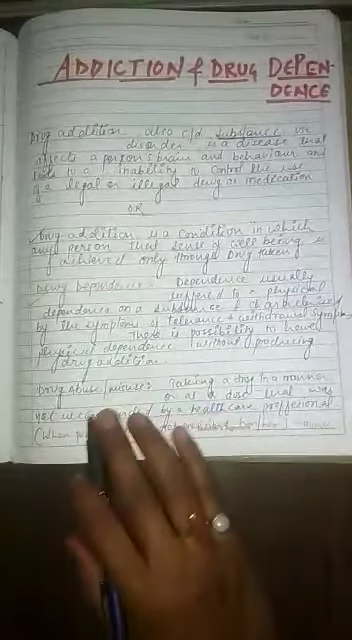 ADDICTION & DRUG DEPEN-
DENCE
Drug addiction also c/d substance use
disorder is a disease that
affects a person's brain and behaviour and
leads to a inability to control the use
of a legal or illegal drug or medication
OR
Drug addiction is a condition in which
any person that sense of well being is
achieved only through Drug taken
Drug dependence: Dependence usually
reffered to a physical
dependence on a substance & characterized
by the symptoms of tolerance & withdrawal symptoms
There is possibility to have
physical dependence without producing
drug addiction.
Drug Abuse/misuse: Taking a drug in a manner
or at a dose that was
not by a health care proffesional
(When